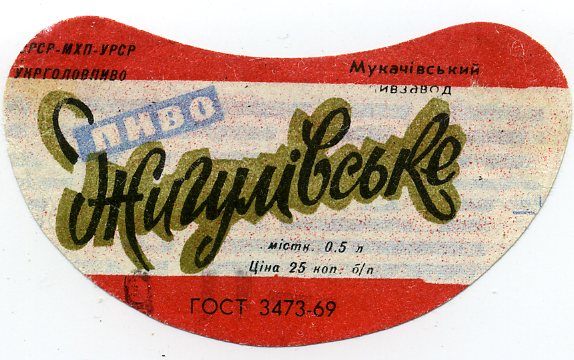 РСР-МХП-УРСР
УКРГОЛОВПИВО
Мукачівський
ивзавод
ПИВО
Жигулівське
містк. 0.5 л
Ціна 25 коп. б/п
ГОСТ 3473-69